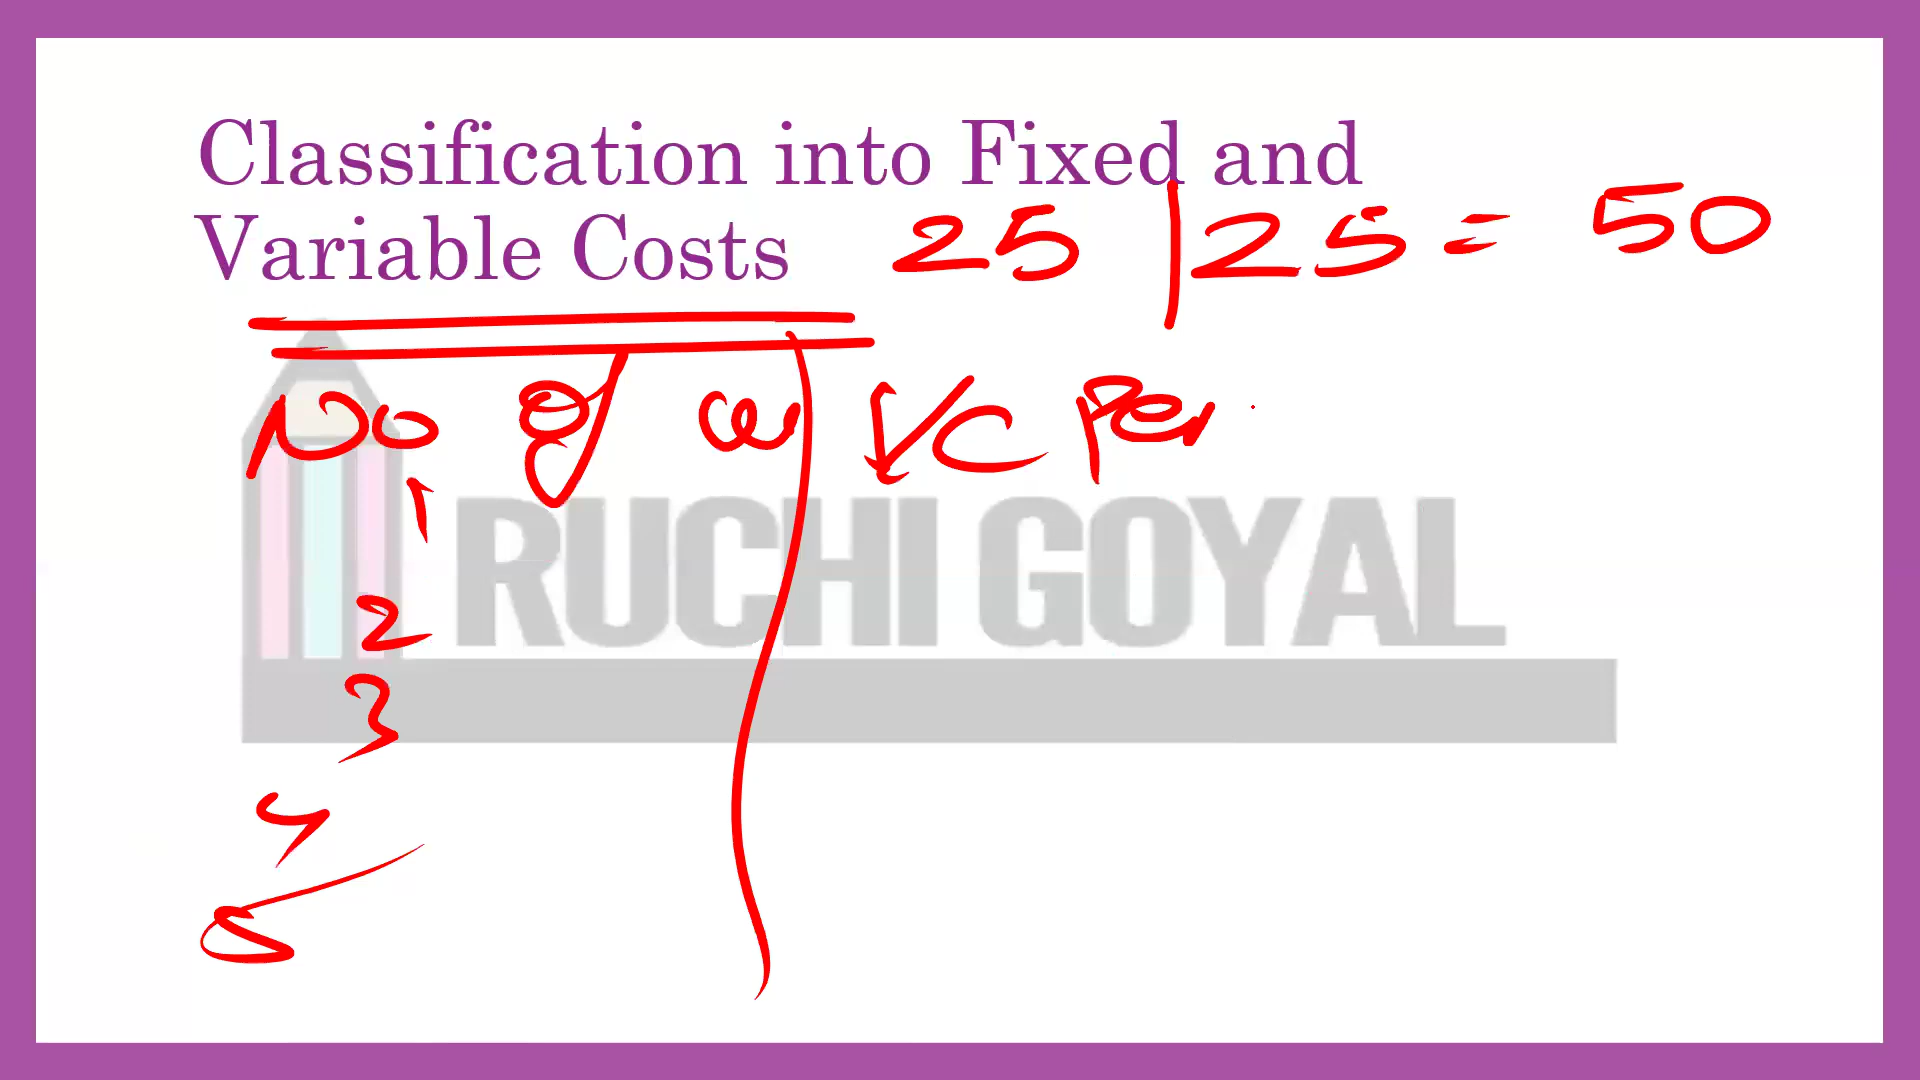 Classification into Fixed and
Variable Costs
25 | 25 = 50
No of
VC Per
1
RUCHI GOYAL
2
3
4
5